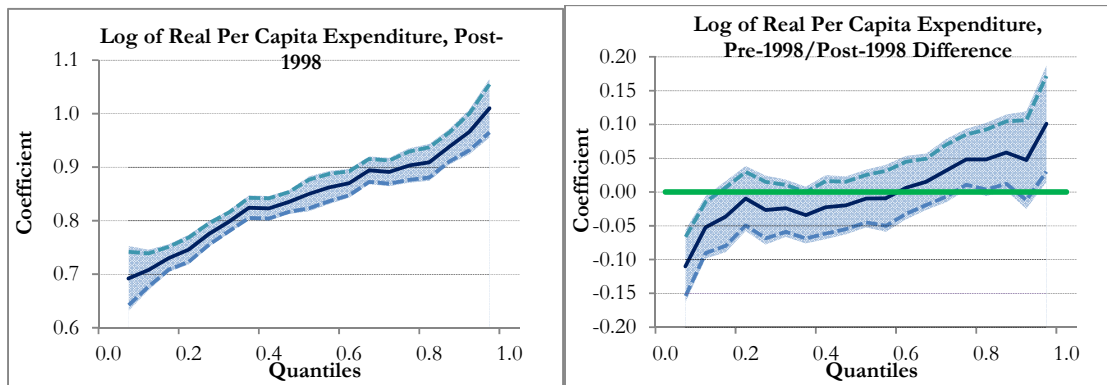 Log of Real Per Capita Expenditure, Post-
1998
1.1
1.0
0.9
0.8
0.7
0.6
Coefficient
0.0 0.2 0.4 0.6 0.8 1.0
Quantiles
Log of Real Per Capita Expenditure,
Pre-1998/Post-1998 Difference
0.20
0.15
0.10
0.05
0.00
-0.05
-0.10
-0.15
-0.20
Coefficient
0.0 0.2 0.4 0.6 0.8 1.0
Quantiles